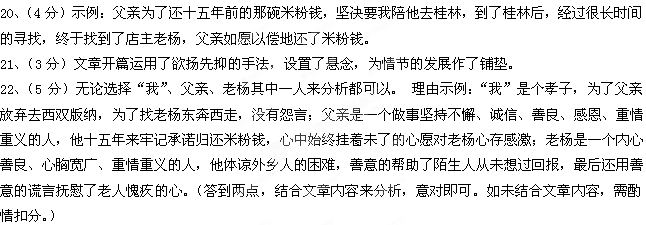 20、（4 分）示例：父亲为了还十五年前的那碗米粉钱，坚决要我陪他去桂林，到了桂林后，经过很长时间
的寻找，终于找到了店主老杨，父亲如愿以偿地还了米粉钱。
21、（3 分）文章开篇运用了欲扬先抑的手法，设置了悬念，为情节的发展作了铺垫。
22、（5 分）无论选择“我”、父亲、老杨其中一人来分析都可以。 理由示例：“我”是个孝子，为了父亲
放弃去西双版纳，为了找老杨东奔西走，没有怨言；父亲是一个做事坚持不懈、诚信、善良、感恩、重情
重义的人，他十五年来牢记承诺归还米粉钱，心中始终挂着未了的心愿对老杨心存感激；老杨是一个内心
善良、心胸宽广、重情重义的人，他体谅外乡人的困难，善意的帮助了陌生人从未想过回报，最后还用善
意的谎言抚慰了老人愧疚的心。（答到两点，结合文章内容来分析，意对即可。如未结合文章内容，需酌
情扣分。）